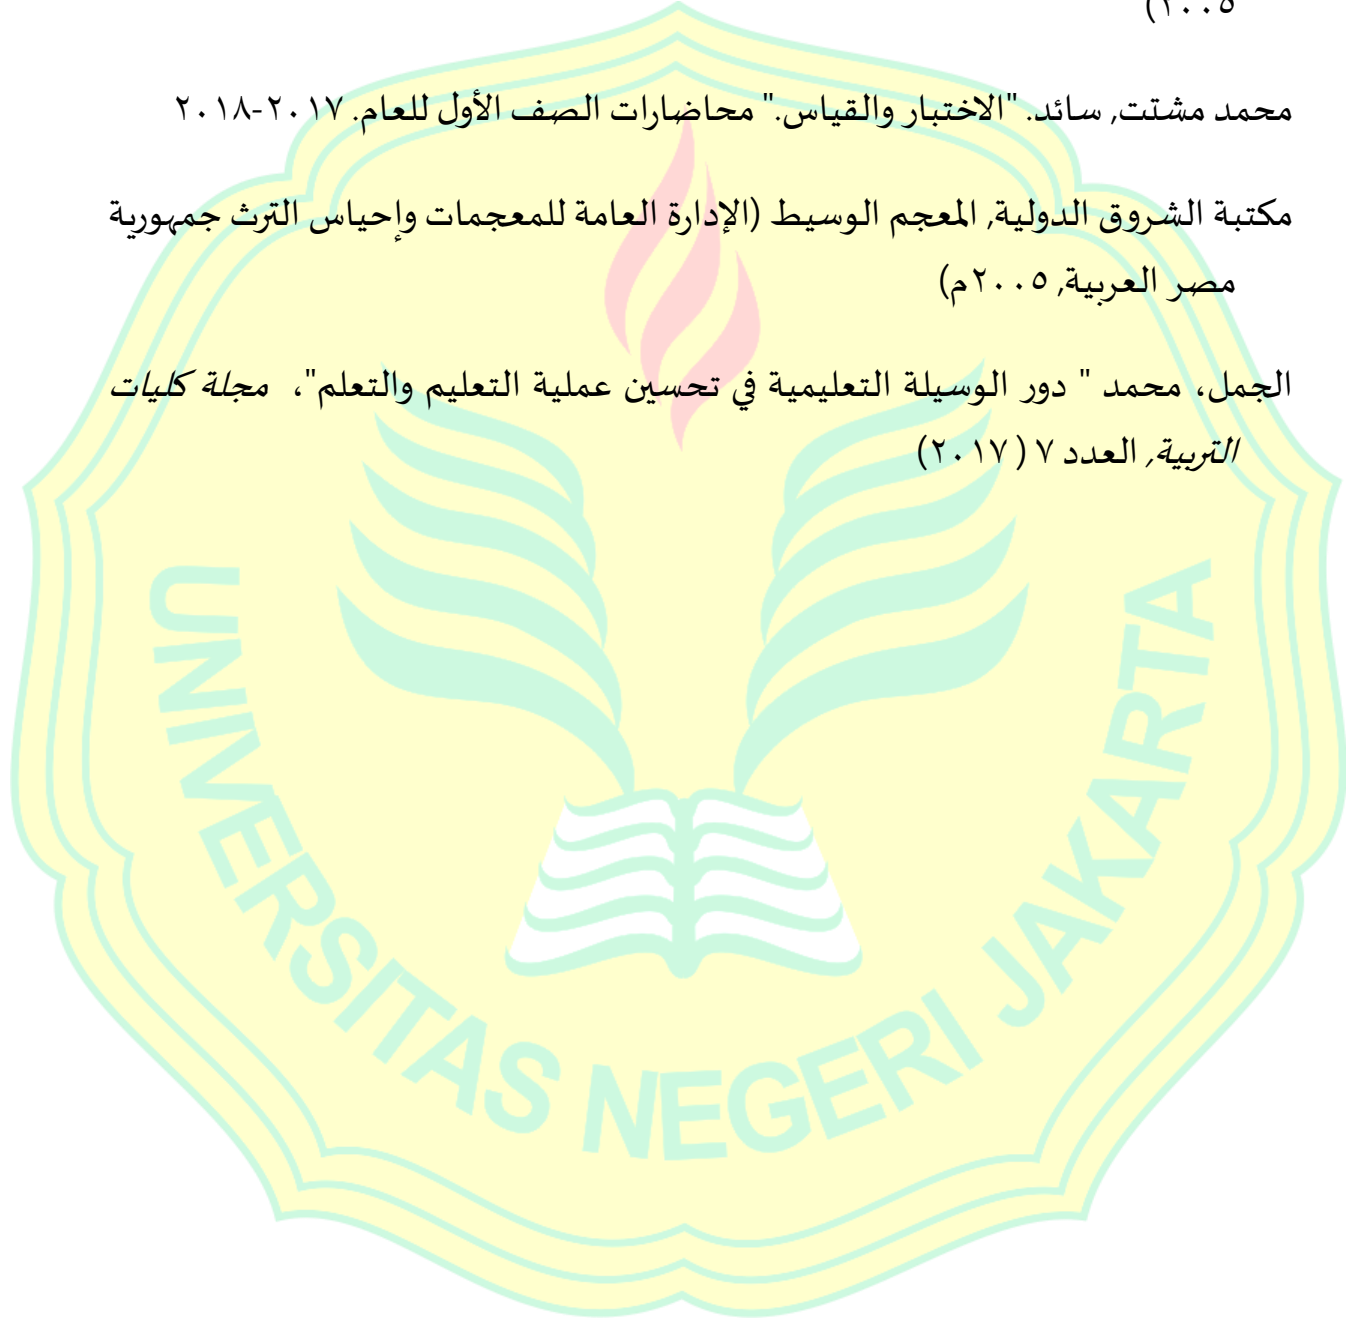 ٢٠٠٥)
محمد مشتت, سائد. "الاختبار والقياس." محاضارات الصف الأول للعام. ٢٠١٧-٢٠١٨
مكتبة الشروق الدولية, المعجم الوسيط (الإدارة العامة للمعجمات وإحياس الترث جمهورية
مصر العربية, ٢٠٠٥م)
الجمل، محمد " دور الوسيلة التعليمية في تحسين عملية التعليم والتعلم"، مجلة كليات
التربية, العدد ٧ (٢٠١٧)
UNIVERSITAS NEGERI JAKARTA